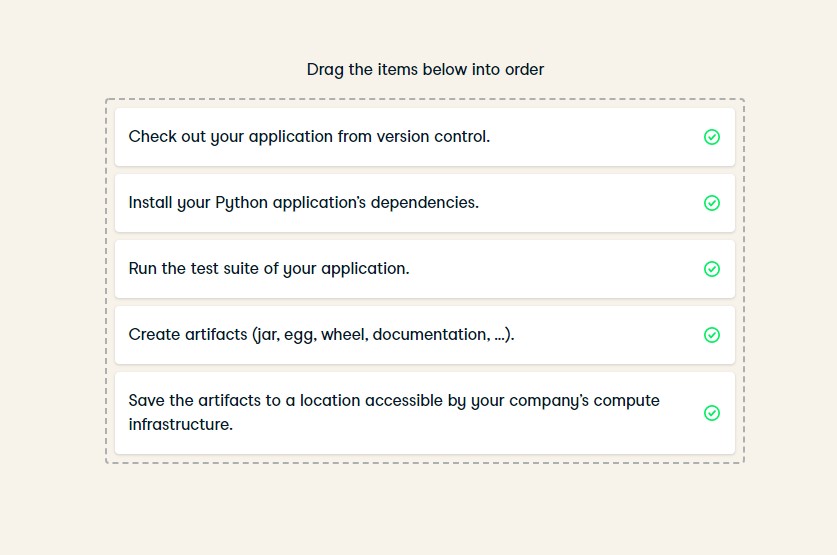 Drag the items below into order
Check out your application from version control.
Install your Python application's dependencies.
Run the test suite of your application.
Create artifacts (jar, egg, wheel, documentation, ...).
Save the artifacts to a location accessible by your company's compute
infrastructure.